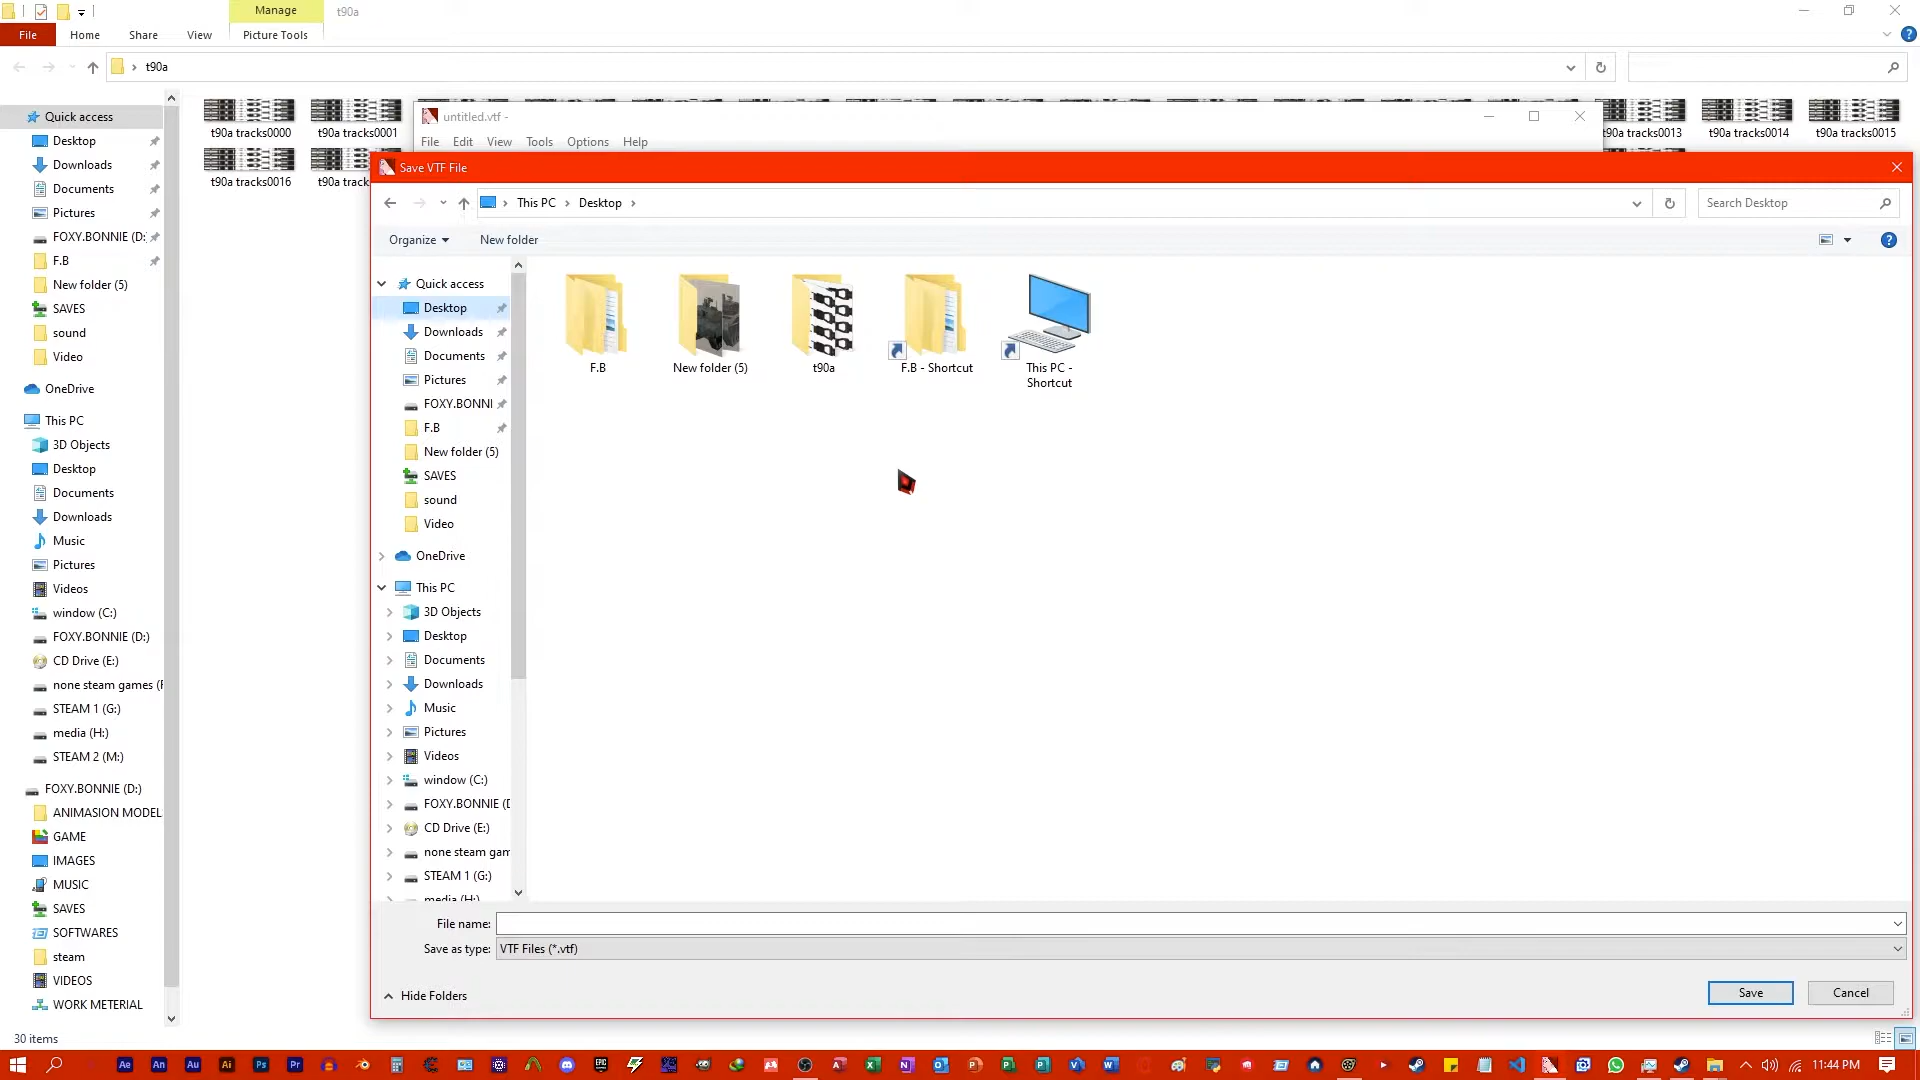 Manage
t90a
File
Home
Share
View
Picture Tools
t90a
Quick access
Desktop
Downloads
Documents
Pictures
FOXY.BONNIE (D:
F.B
New folder (5)
SAVES
sound
Video
OneDrive
This PC
3D Objects
Desktop
Documents
Downloads
Music
Pictures
Videos
window (C:)
FOXY.BONNIE (D:)
CD Drive (E:)
none steam games (F
STEAM 1 (G:)
media (H:)
STEAM 2 (M:)
FOXY.BONNIE (D:)
ANIMASION MODEL
GAME
IMAGES
MUSIC
SAVES
SOFTWARES
steam
VIDEOS
WORK METERIAL
30 items
t90a tracks0000
t90a tracks0001
t90a tracks0013
t90a tracks0014
t90a tracks0015
t90a tracks0016
t90a track
untitled.vtf -
File
Edit
View
Tools
Options
Help
Save VTF File
This PC
Desktop
Search Desktop
Organize
New folder
Quick access
Desktop
Downloads
Documents
Pictures
FOXY.BONNI
F.B
New folder (5)
SAVES
sound
Video
OneDrive
This PC
3D Objects
Desktop
Documents
Downloads
Music
Pictures
Videos
window (C:)
FOXY.BONNIE (D
CD Drive (E:)
none steam gam
STEAM 1 (G:)
media (H:)
F.B
New folder (5)
t90a
F.B - Shortcut
This PC -
Shortcut
File name:
Save as type:
VTF Files (*.vtf)
Hide Folders
Save
Cancel
Ae
An
Au
Ai
Ps
Pr
11:44 PM